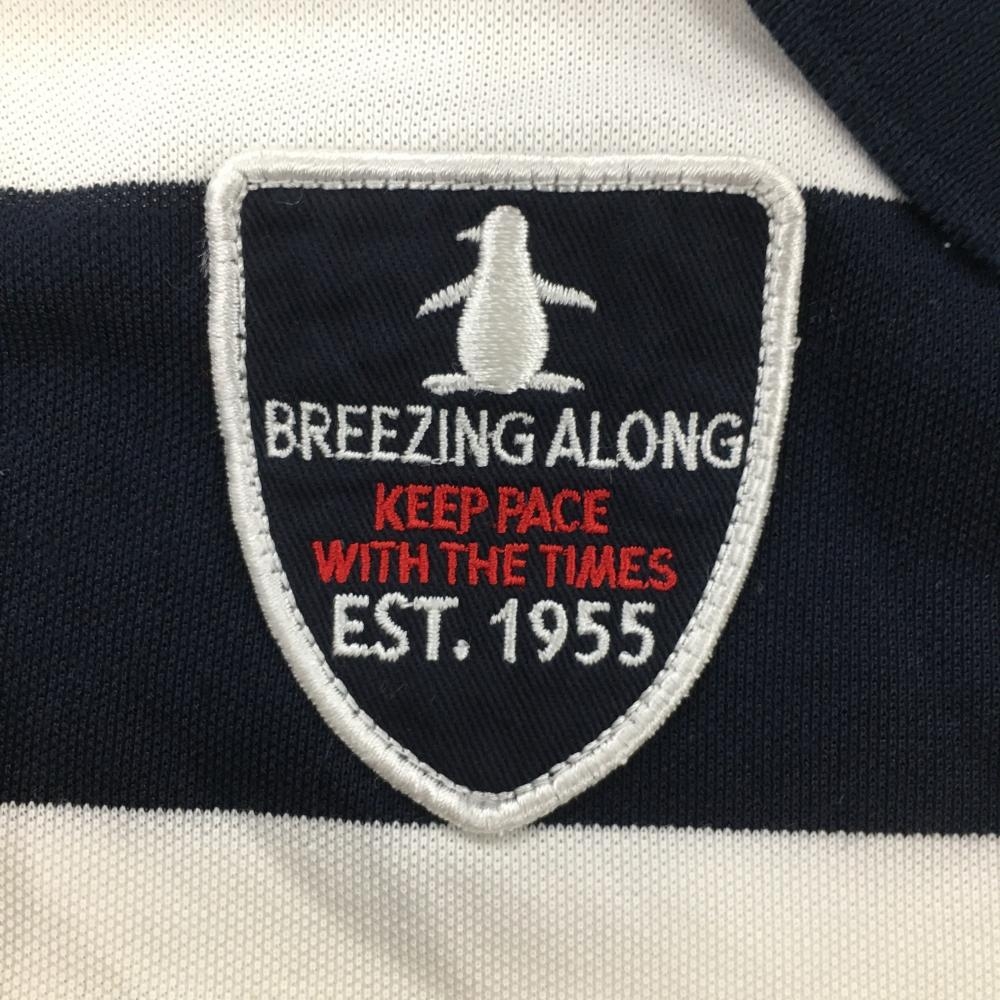 BREEZING ALONG
KEEP PACE
WITH THE TIMES
EST. 1955